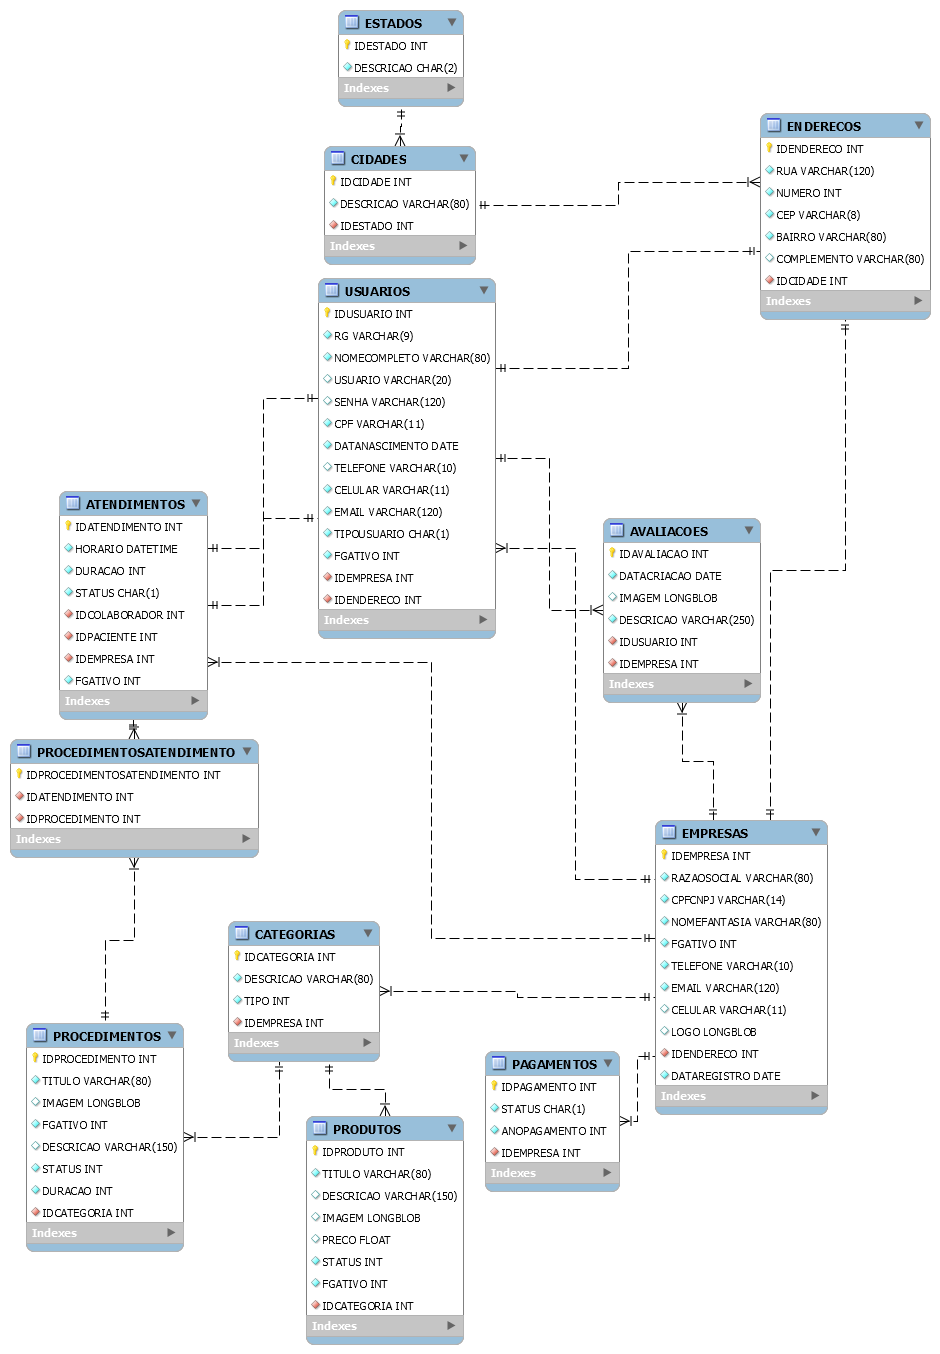 ESTADOS
IDESTADO INT
DESCRICAO CHAR(2)
Indexes
CIDADES
IDCIDADE INT
DESCRICAO VARCHAR(80)
IDESTADO INT
Indexes
ENDERECOS
IDENDERECO INT
RUA VARCHAR(120)
NUMERO INT
CEP VARCHAR(8)
BAIRRO VARCHAR(80)
COMPLEMENTO VARCHAR(80)
IDCIDADE INT
Indexes
USUARIOS
IDUSUARIO INT
RG VARCHAR(9)
NOMECOMPLETO VARCHAR(80)
USUARIO VARCHAR(20)
SENHA VARCHAR(120)
CPF VARCHAR(11)
DATANASCIMENTO DATE
TELEFONE VARCHAR(10)
CELULAR VARCHAR(11)
EMAIL VARCHAR(120)
TIPOUSUARIO CHAR(1)
FGATIVO INT
IDEMPRESA INT
IDENDERECO INT
Indexes
ATENDIMENTOS
IDATENDIMENTO INT
HORARIO DATETIME
DURACAO INT
STATUS CHAR(1)
IDCOLABORADOR INT
IDPACIENTE INT
IDEMPRESA INT
FGATIVO INT
Indexes
AVALIACOES
IDAVALIACAO INT
DATACRIACAO DATE
IMAGEM LONGBLOB
DESCRICAO VARCHAR(250)
IDUSUARIO INT
IDEMPRESA INT
Indexes
PROCEDIMENTOSATENDIMENTO
IDPROCEDIMENTOSATENDIMENTO INT
IDATENDIMENTO INT
IDPROCEDIMENTO INT
Indexes
EMPRESAS
IDEMPRESA INT
RAZAOSOCIAL VARCHAR(80)
CPFCNPJ VARCHAR(14)
NOMEFANTASIA VARCHAR(80)
FGATIVO INT
TELEFONE VARCHAR(10)
EMAIL VARCHAR(120)
CELULAR VARCHAR(11)
LOGO LONGBLOB
IDENDERECO INT
DATAREGISTRO DATE
Indexes
CATEGORIAS
IDCATEGORIA INT
DESCRICAO VARCHAR(80)
TIPO INT
IDEMPRESA INT
Indexes
PROCEDIMENTOS
IDPROCEDIMENTO INT
TITULO VARCHAR(80)
IMAGEM LONGBLOB
FGATIVO INT
DESCRICAO VARCHAR(150)
STATUS INT
DURACAO INT
IDCATEGORIA INT
Indexes
PAGAMENTOS
IDPAGAMENTO INT
STATUS CHAR(1)
ANOPAGAMENTO INT
IDEMPRESA INT
Indexes
PRODUTOS
IDPRODUTO INT
TITULO VARCHAR(80)
DESCRICAO VARCHAR(150)
IMAGEM LONGBLOB
PRECO FLOAT
STATUS INT
FGATIVO INT
IDCATEGORIA INT
Indexes